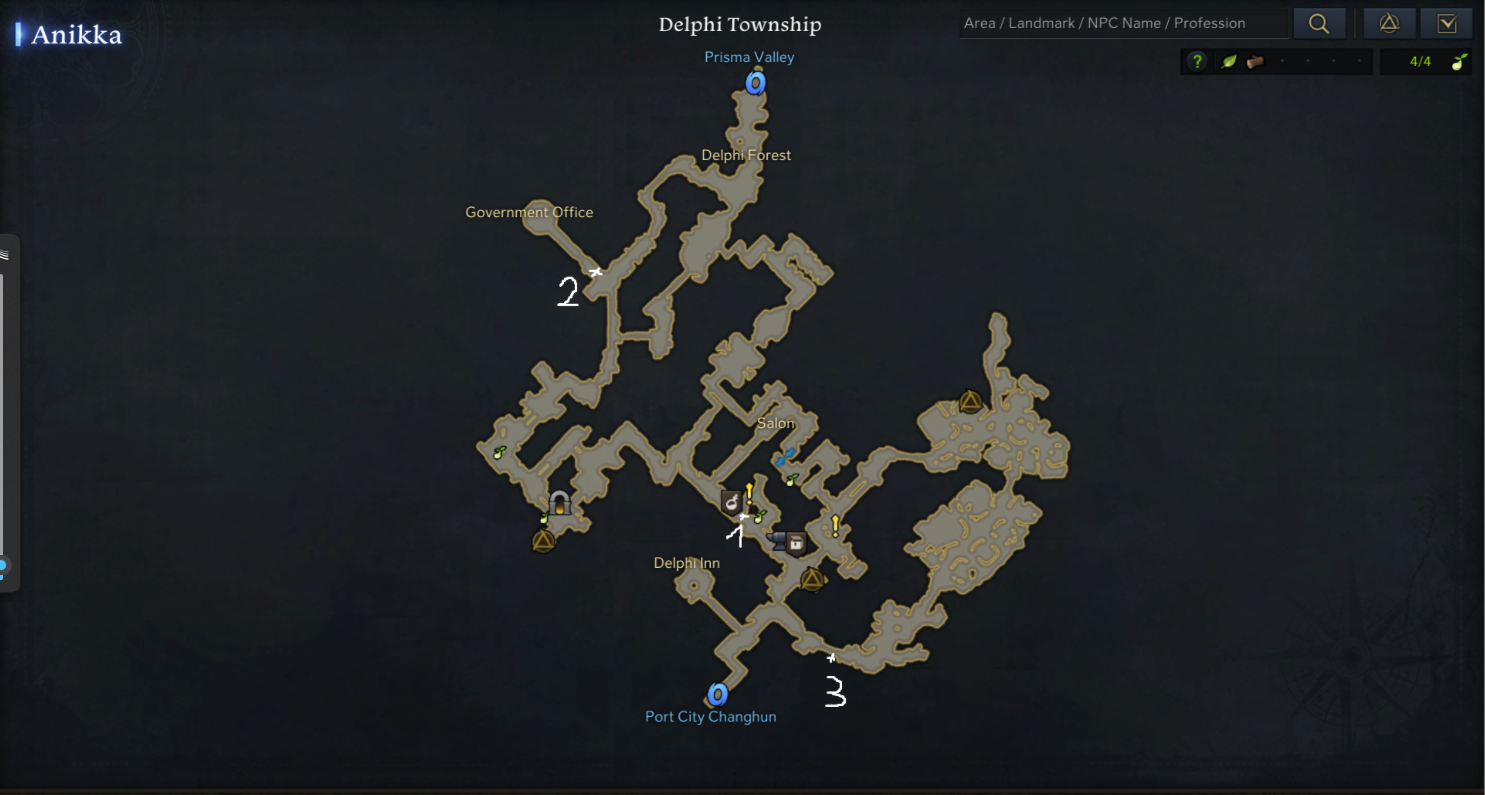 Anikka
Delphi Township
Area / Landmark / NPC Name / Profession
Prisma Valley
?
4/4
Delphi Forest
Government Office
2
Salon
1
Delphi Inn
3
Port City Changhun